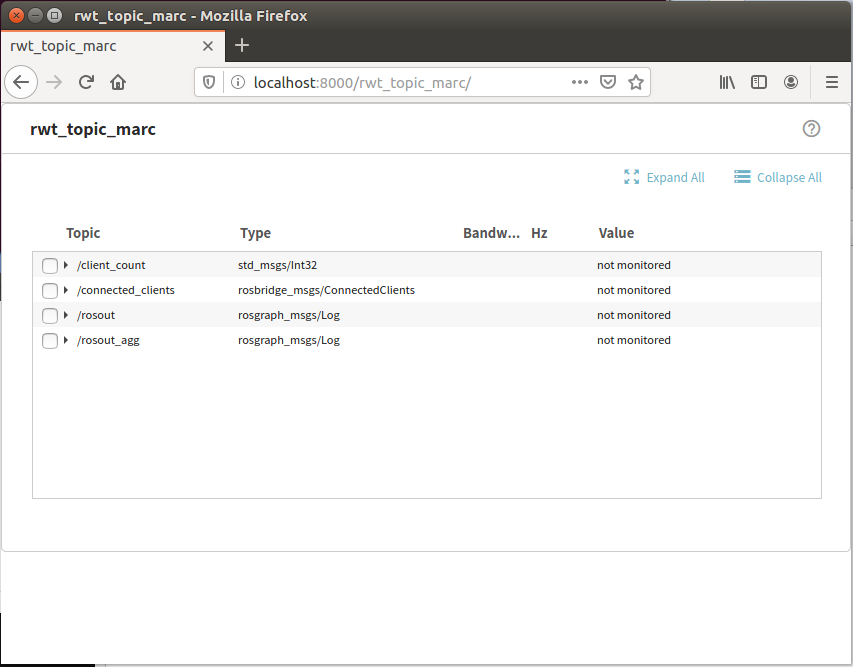 rwt_topic_marc - Mozilla Firefox
rwt_topic_marc
localhost:8000/rwt_topic_marc/
rwt_topic_marc
Expand All Collapse All
Topic Type Bandw... Hz Value
/client_count std_msgs/Int32 not monitored
/connected_clients rosbridge_msgs/ConnectedClients not monitored
/rosout rosgraph_msgs/Log not monitored
/rosout_agg rosgraph_msgs/Log not monitored